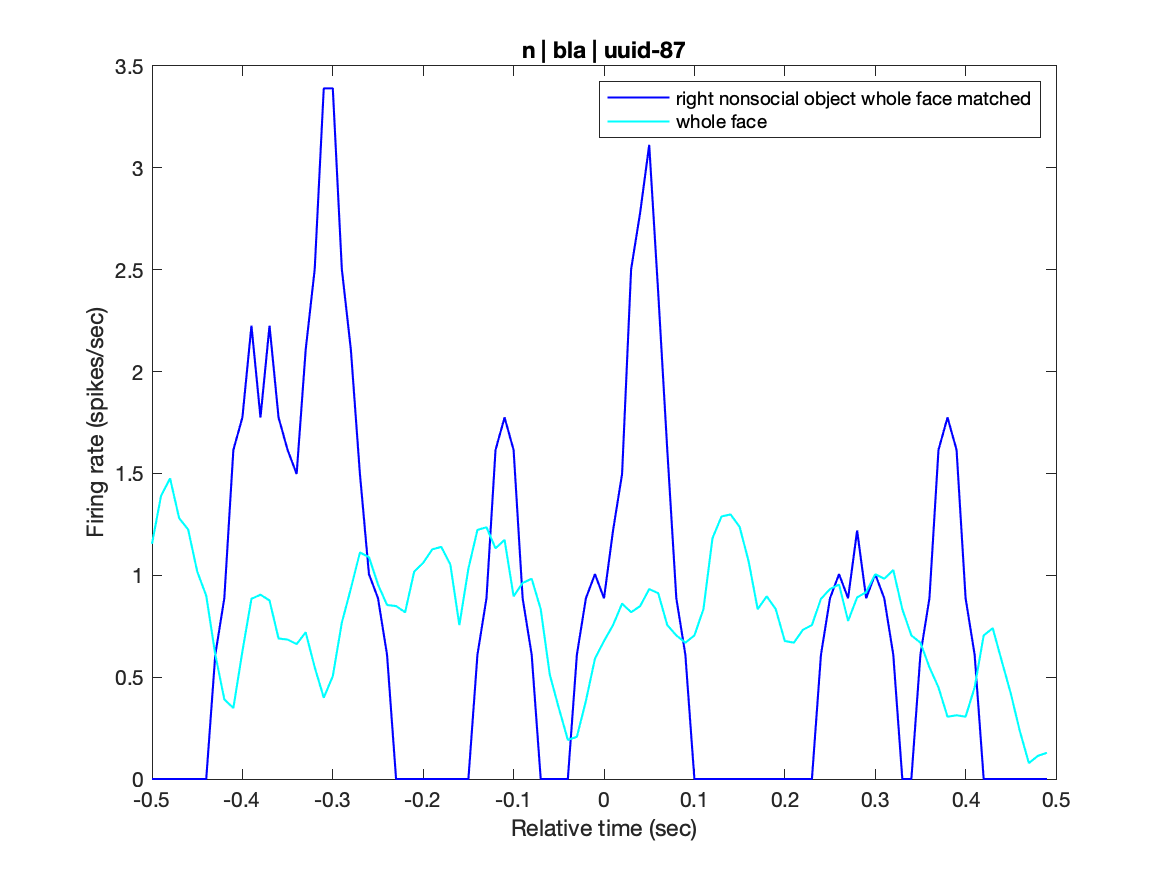 n | bla | uuid-87
right nonsocial object whole face matched
whole face
Firing rate (spikes/sec)
3.5
3
2.5
2
1.5
1
0.5
0
-0.5 -0.4 -0.3 -0.2 -0.1 0 0.1 0.2 0.3 0.4 0.5
Relative time (sec)